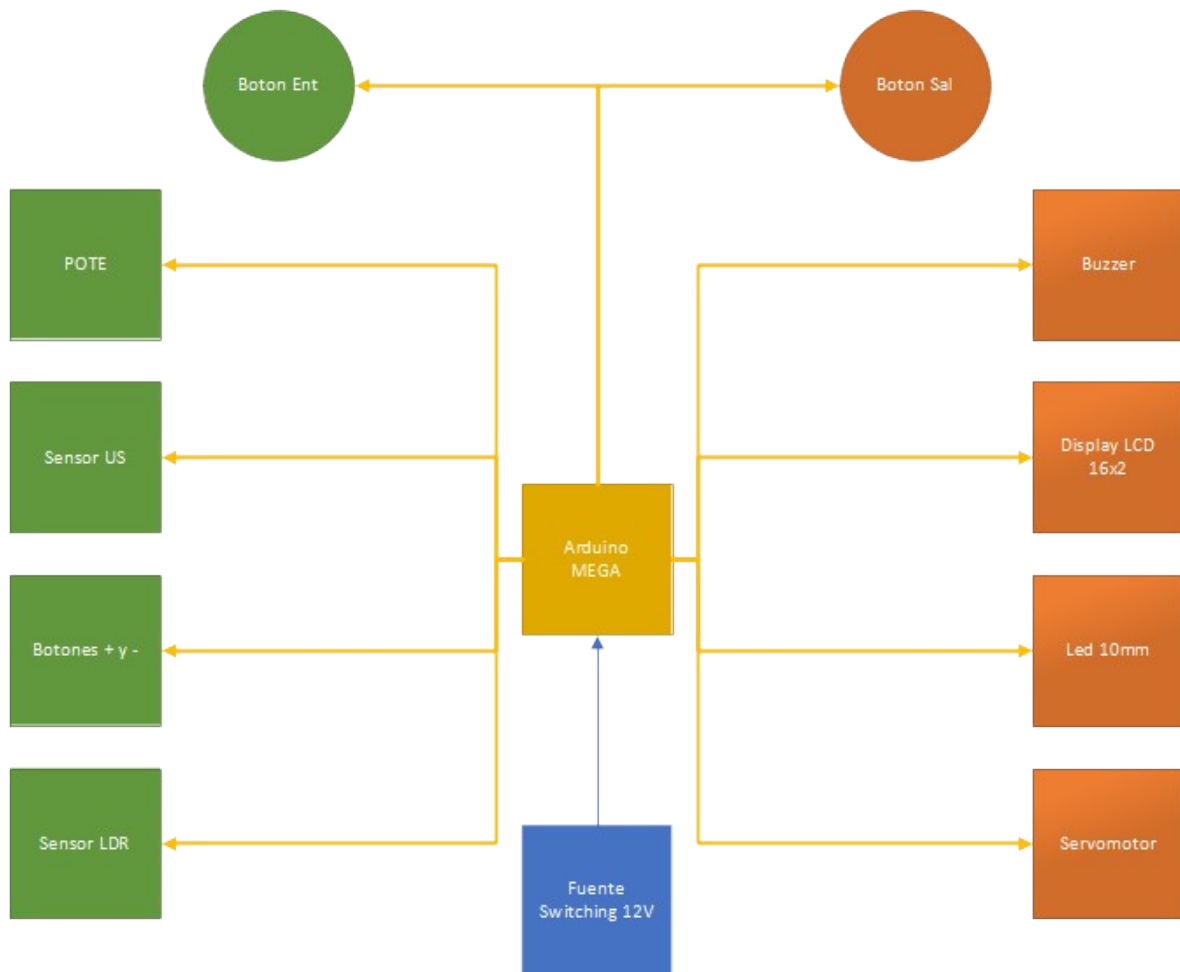 Boton Ent
Boton Sal
POTE
Buzzer
Sensor US
Display LCD
16x2
Arduino
MEGA
Botones + y -
Led 10mm
Sensor LDR
Servomotor
Fuente
Switching 12V